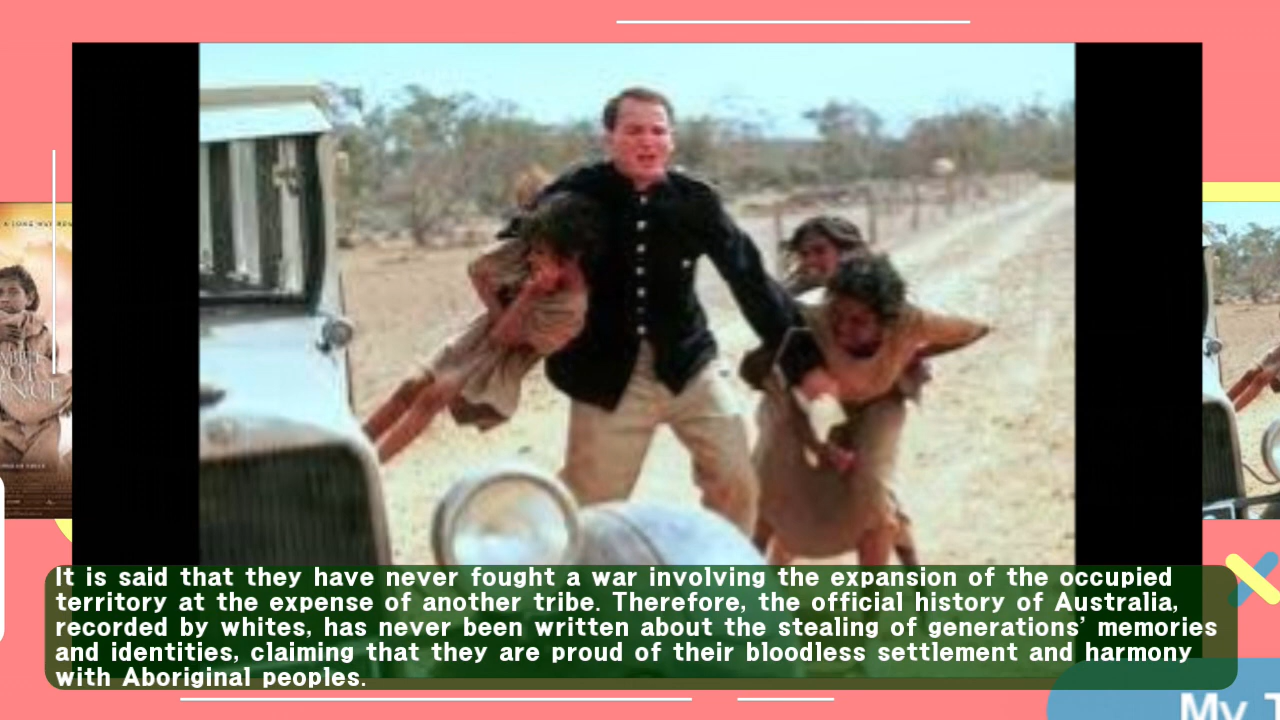 It is said that they have never fought a war involving the expansion of the occupied
territory at the expense of another tribe. Therefore, the official history of Australia,
recorded by whites, has never been written about the stealing of generations' memories
and identities, claiming that they are proud of their bloodless settlement and harmony
with Aboriginal peoples.
A LONG WAY
My